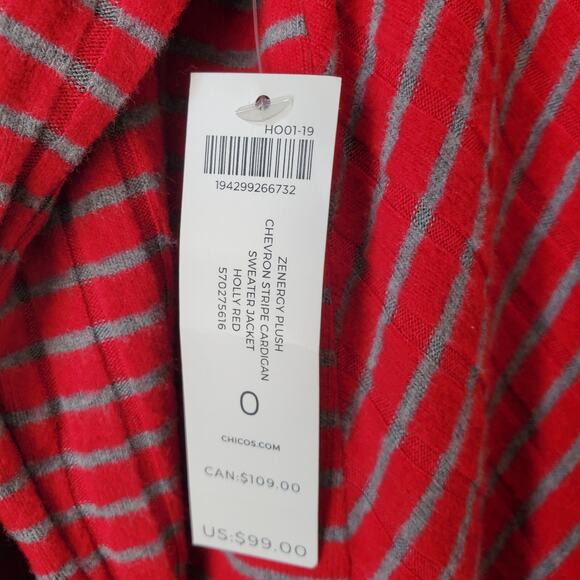 HO01-19
194299266732
ZENERGY PLUSH
CHEVRON STRIPE CARDIGAN
SWEATER JACKET
HOLLY RED
570275616
0
CHICOS.COM
CAN:$109.00
US:$99.00